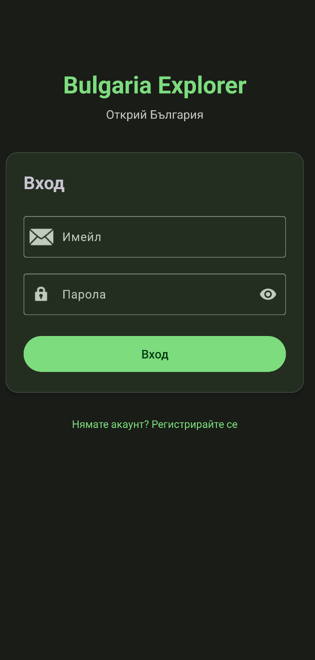 Bulgaria Explorer
Открий България
Вход
Имейл
Парола
Вход
Нямате акаунт? Регистрирайте се